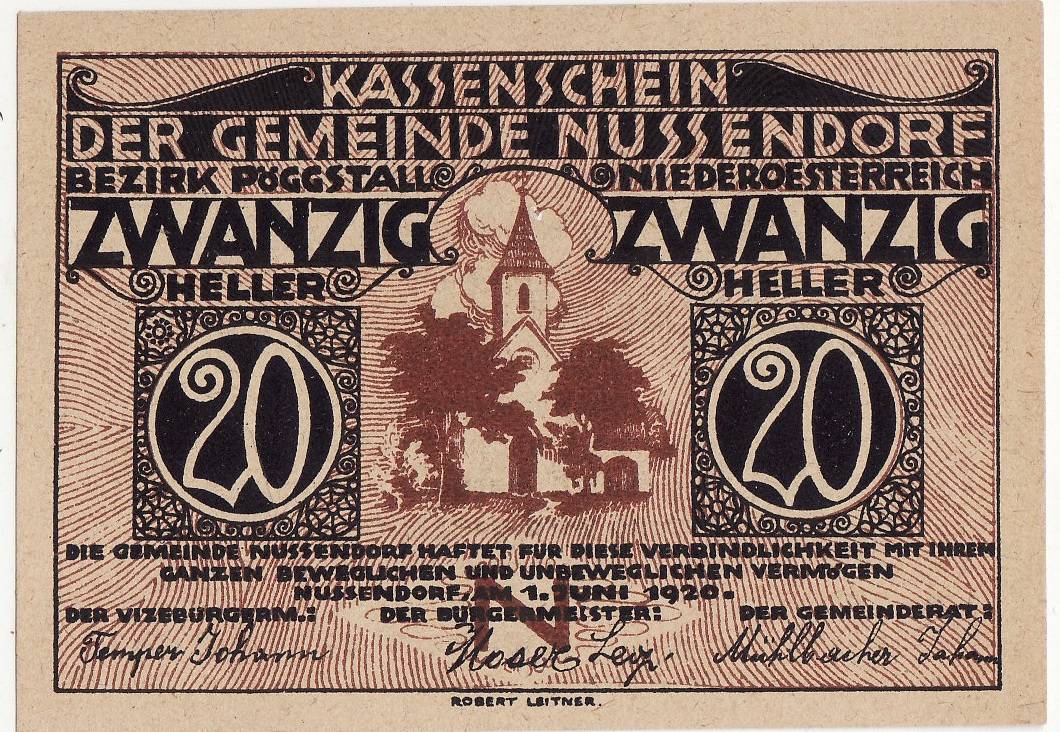 KASSENSCHEIN
DER GEMEINDE NUSSENDORF
BEZIRK PÖGGSTALL NIEDEROESTERREICH
ZWANZIG ZWANZIG
HELLER HELLER
20 20
DIE GEMEINDE NUSSENDORF HAFTET FÜR DIESE VERBINDLICHKEIT MIT IHREM
GANZEN BEWEGLICHEN UND UNBEWEGLICHEN VERMÖGEN
NUSSENDORF, AM 1. JUNI 1920.
DER VIZEBÜRGERM.: DER BÜRGERMEISTER: DER GEMEINDERAT:
N
Temper Johann Moser Mühlbacher Johann
ROBERT LEITNER.